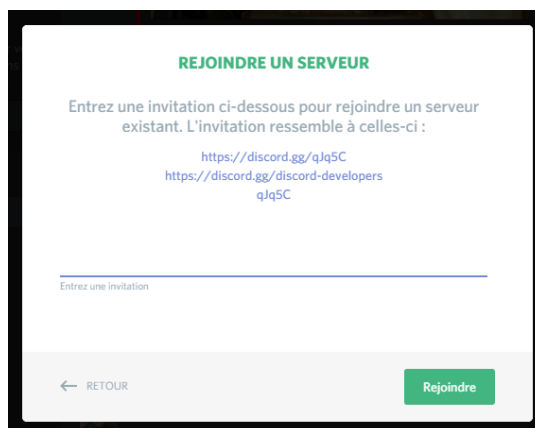 REJOINDRE UN SERVEUR
Entrez une invitation ci-dessous pour rejoindre un serveur
existant. L'invitation ressemble à celles-ci :
https://discord.gg/qJq5C
https://discord.gg/discord-developers
qJq5C
Entrez une invitation
← RETOUR
Rejoindre